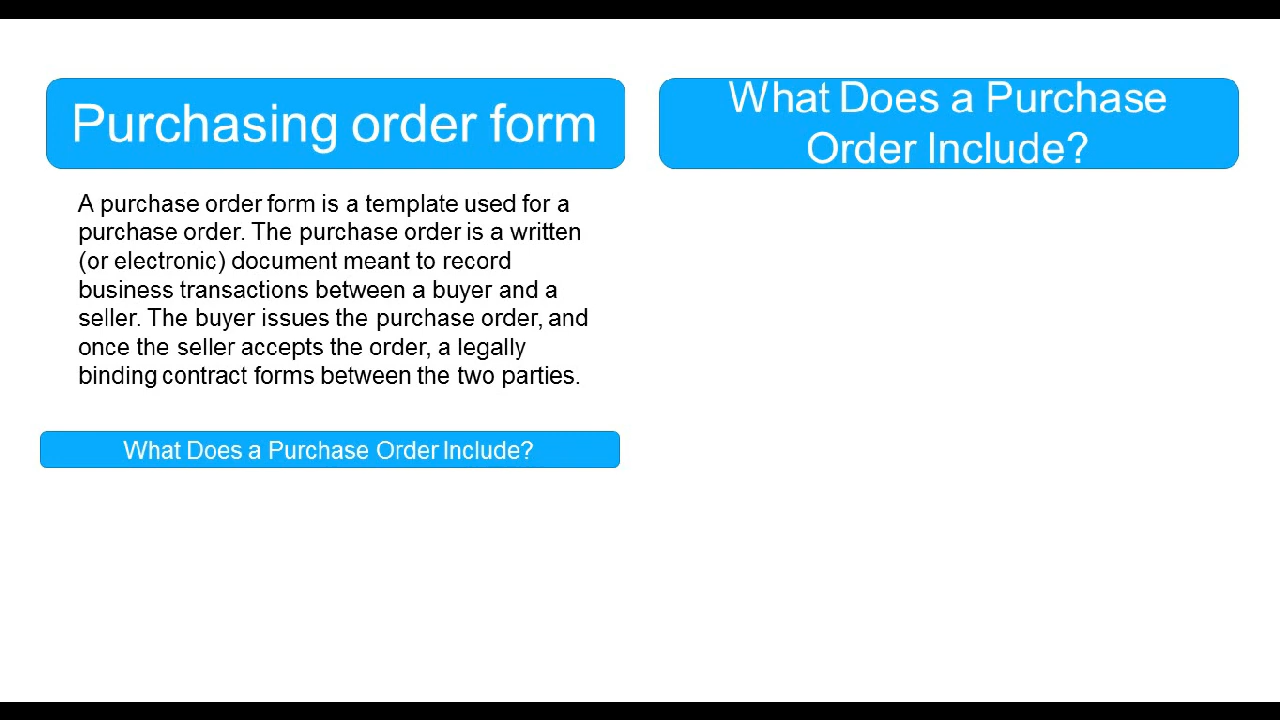 Purchasing order form
A purchase order form is a template used for a
purchase order. The purchase order is a written
(or electronic) document meant to record
business transactions between a buyer and a
seller. The buyer issues the purchase order, and
once the seller accepts the order, a legally
binding contract forms between the two parties.
What Does a Purchase Order Include?
What Does a Purchase
Order Include?